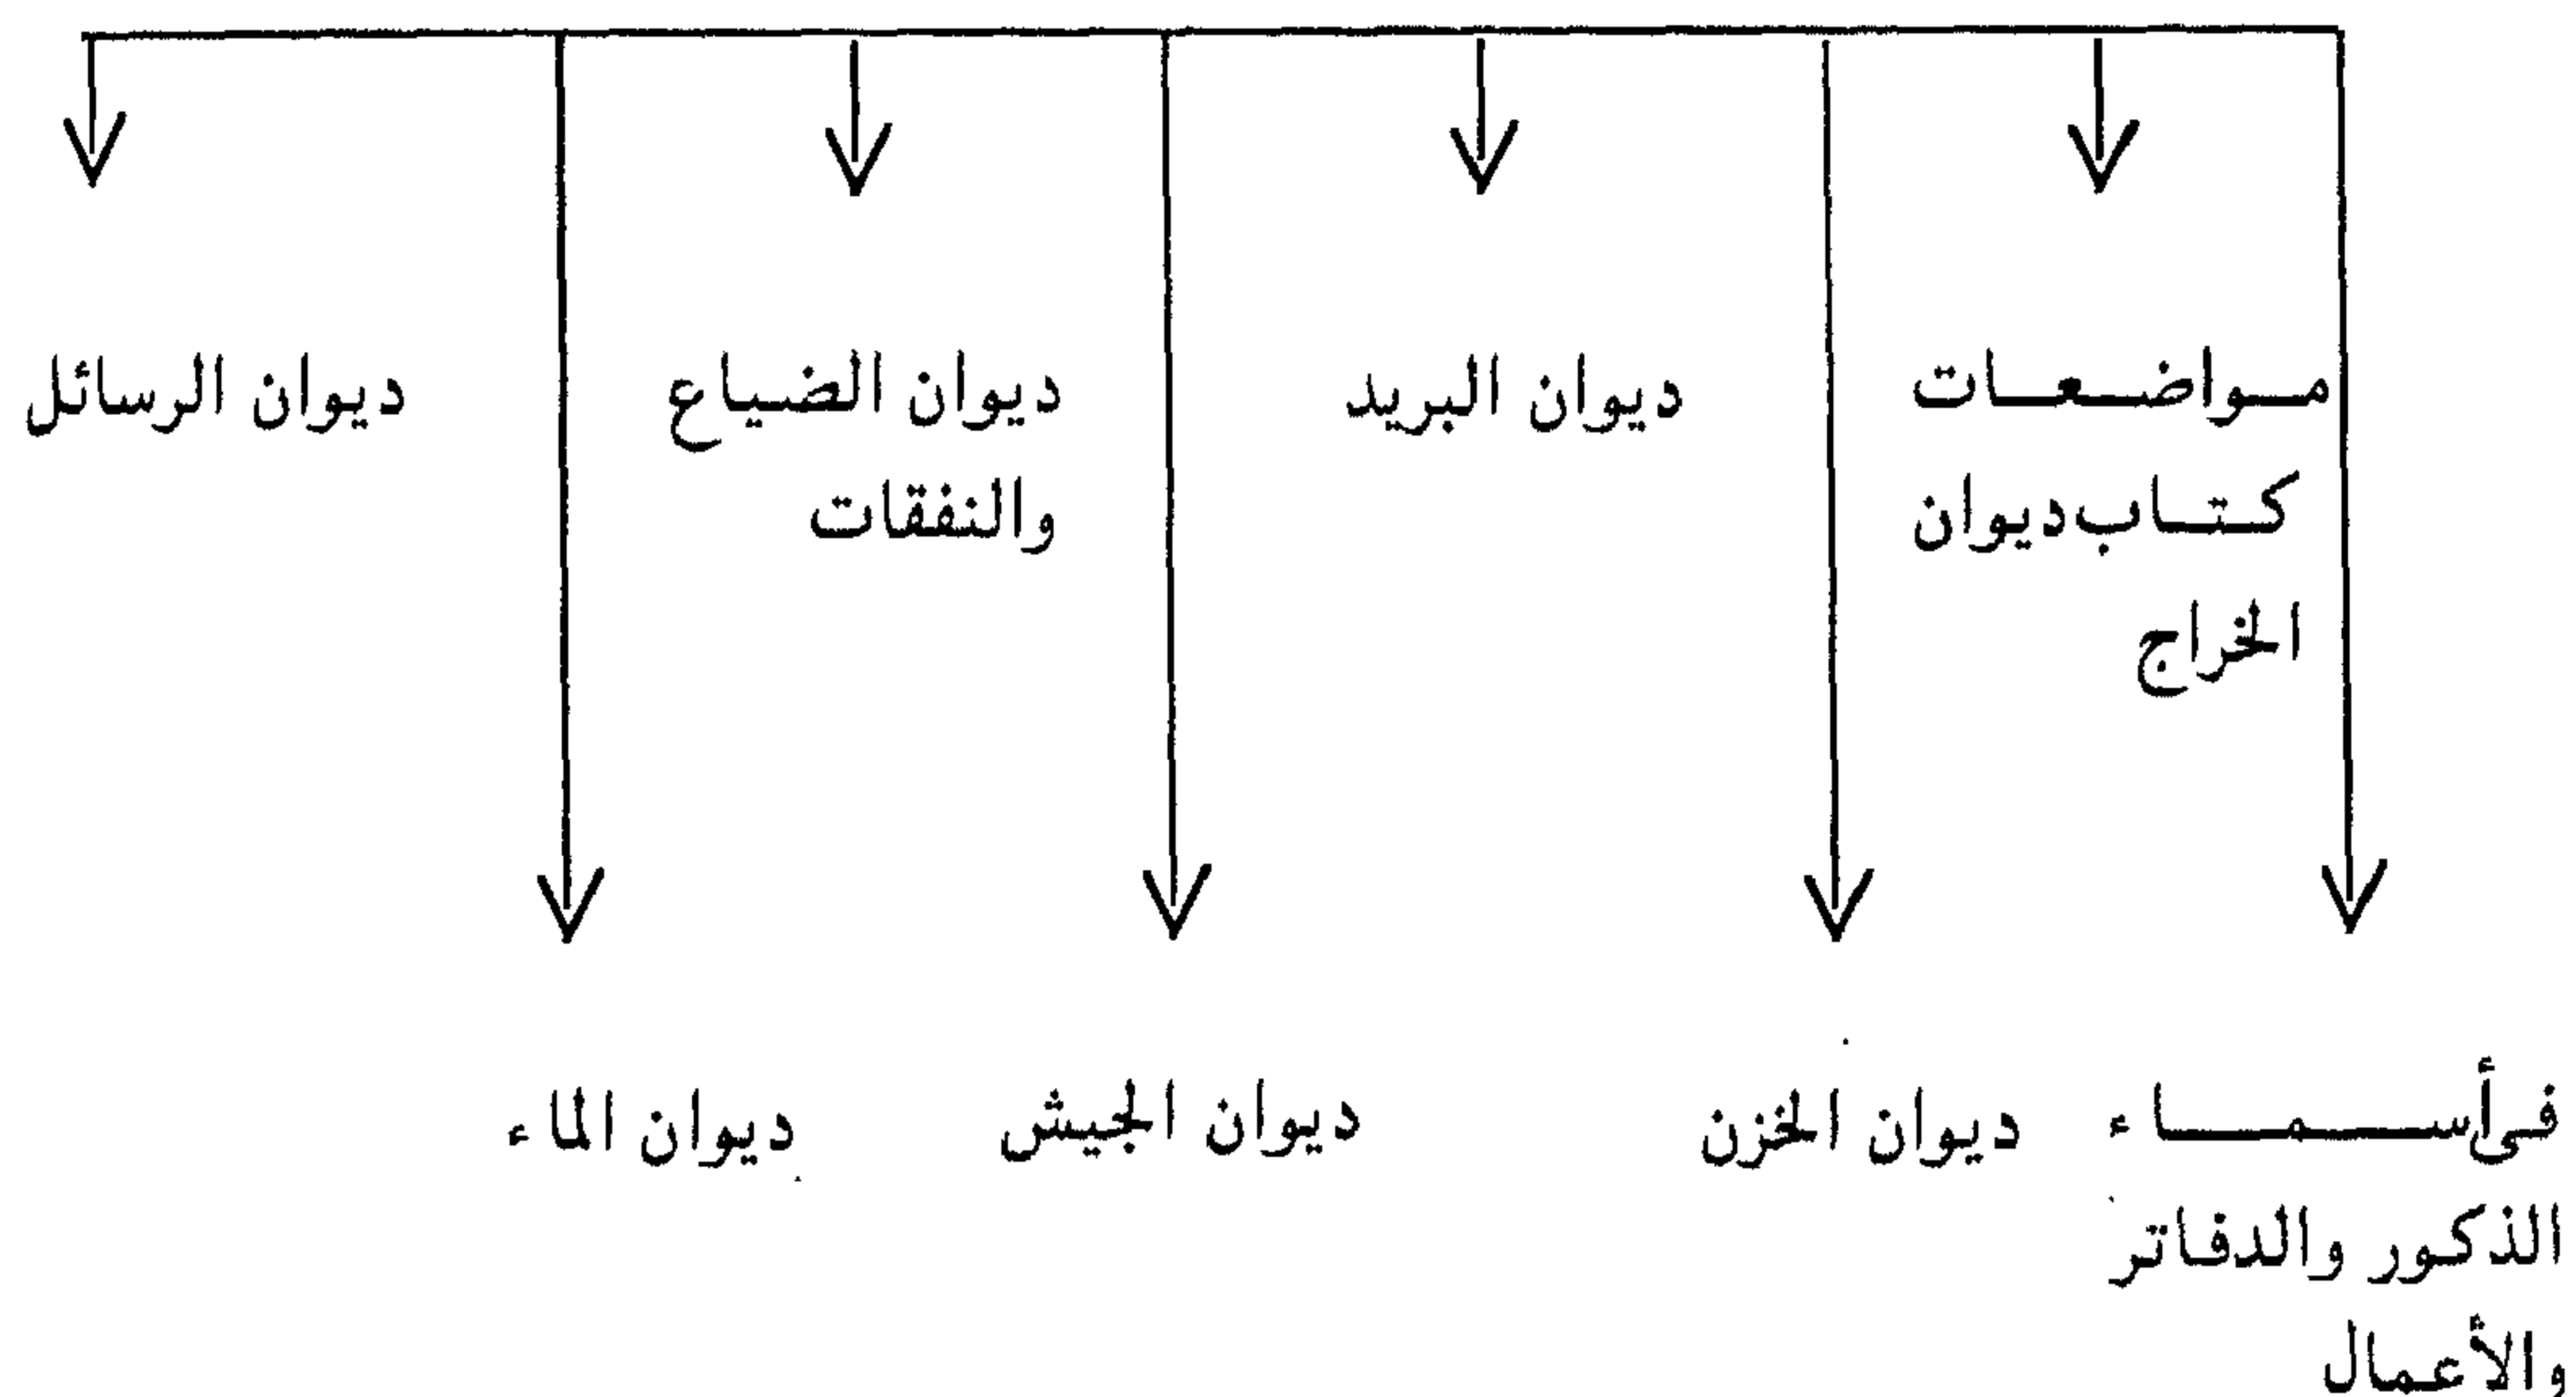 مواضعات
كتاب ديوان
الخراج
ديوان البريد
ديوان الضياع
والنفقات
ديوان الرسائل
فى أسماء
الذكور والدفاتر
والأعمال
ديوان الخزن
ديوان الجيش
ديوان الماء